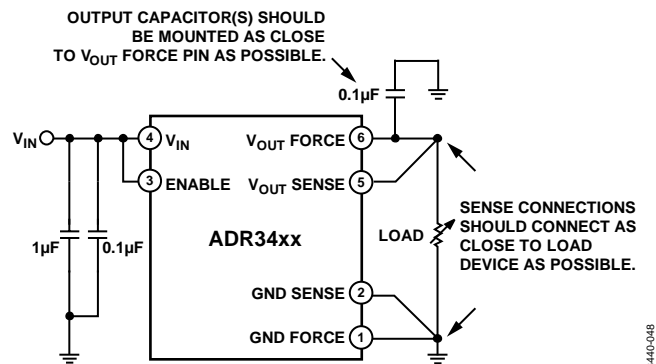 OUTPUT CAPACITOR(S) SHOULD
BE MOUNTED AS CLOSE
TO VOUT FORCE PIN AS POSSIBLE.
0.1µF
VIN
4
VIN
VOUT FORCE
6
3
ENABLE
VOUT SENSE
5
1µF
0.1µF
ADR34xx
LOAD
SENSE CONNECTIONS
SHOULD CONNECT AS
CLOSE TO LOAD
DEVICE AS POSSIBLE.
GND SENSE
2
GND FORCE
1
440-048